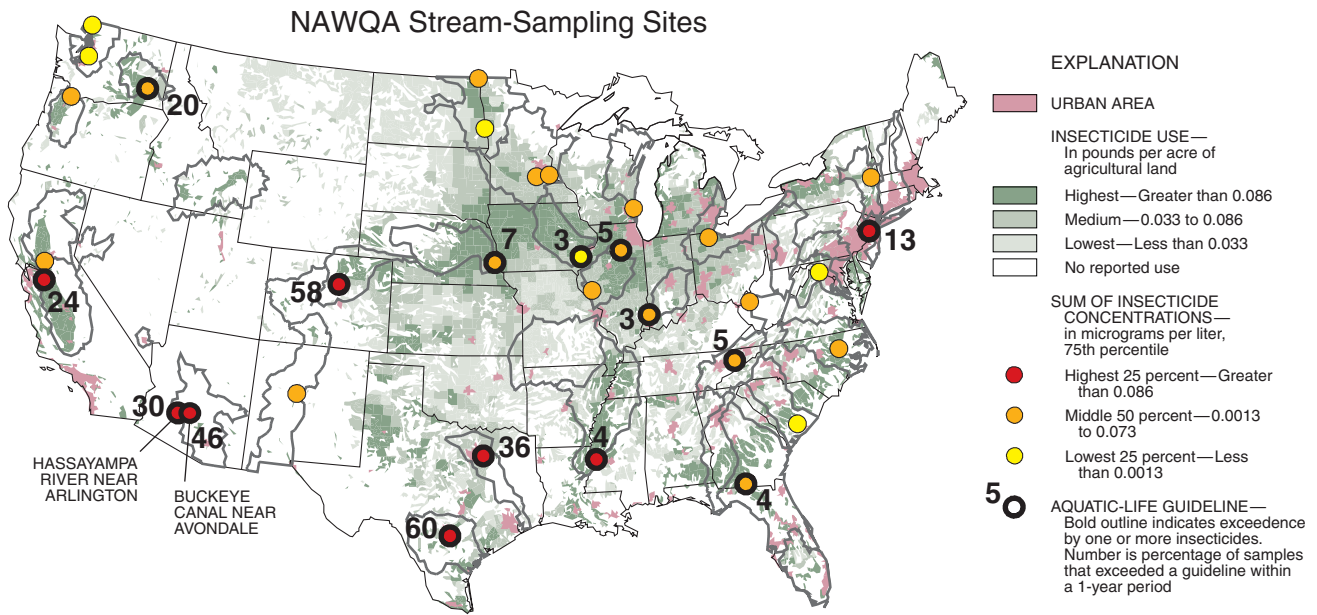 NAWQA Stream-Sampling Sites
20
24
30
46
HASSAYAMPA
RIVER NEAR
ARLINGTON
BUCKEYE
CANAL NEAR
AVONDALE
58
7
3
5
3
5
13
36
4
4
60
EXPLANATION
URBAN AREA
INSECTICIDE USE—
In pounds per acre of
agricultural land
Highest—Greater than 0.086
Medium—0.033 to 0.086
Lowest—Less than 0.033
No reported use
SUM OF INSECTICIDE
CONCENTRATIONS—
in micrograms per liter,
75th percentile
Highest 25 percent—Greater
than 0.086
Middle 50 percent—0.0013
to 0.073
Lowest 25 percent—Less
than 0.0013
5
AQUATIC-LIFE GUIDELINE—
Bold outline indicates exceedence
by one or more insecticides.
Number is percentage of samples
that exceeded a guideline within
a 1-year period